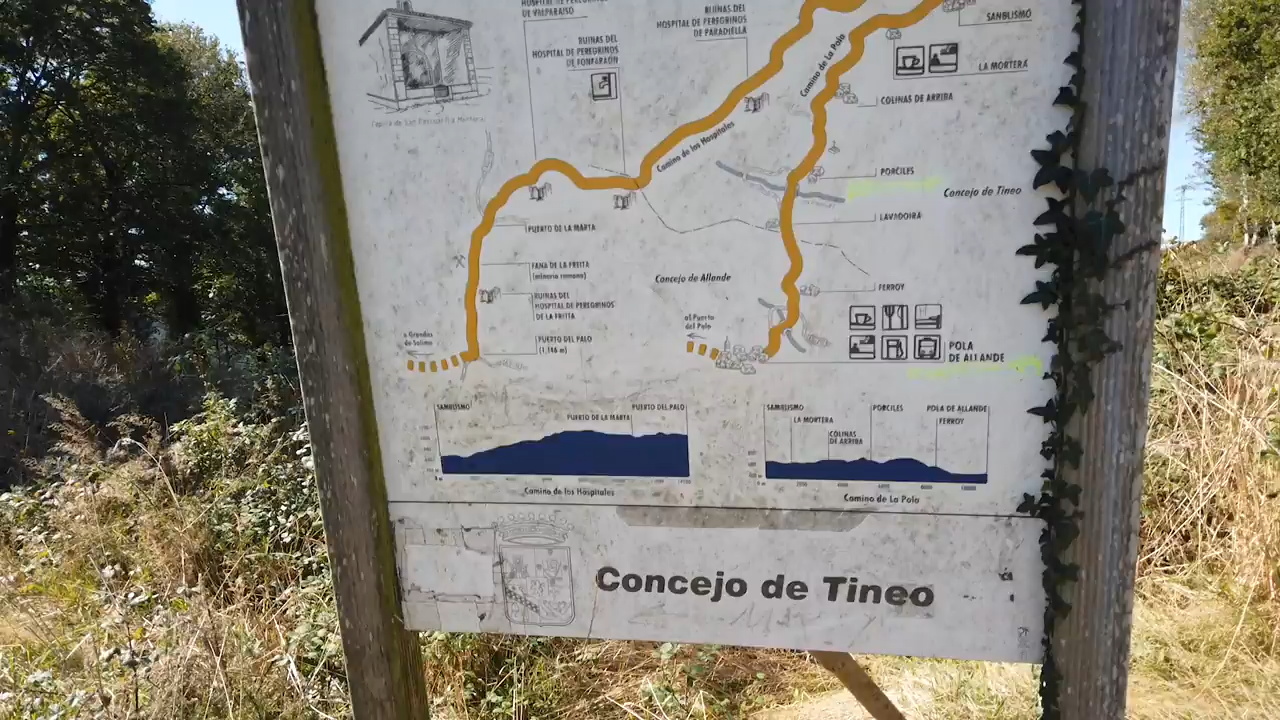 HOSPITAL DE PEREGRINOS
DE VALPARAISO
RUINAS DEL
HOSPITAL DE PEREGRINOS
DE PARADIELLA
SAMBLISMO
RUINAS DEL
HOSPITAL DE PEREGRINOS
DE FONFARAÓN
LA MORTERA
Camino de La Pola
COLINAS DE ARRIBA
Camino de los Hospitales
PORCILES
Concejo de Tineo
LAVADOIRA
PUERTO DE LA MARTA
FANA DE LA FREITA
(minería romana)
Concejo de Allande
FERROY
RUINAS DEL
HOSPITAL DE PEREGRINOS
DE LA FRITTA
al Puerto
del Palo
a Grandas
de Salime
PUERTO DEL PALO
(1.146 m)
POLA
DE ALLANDE
SAMBLISMO
PUERTO DE LA MARTA
PUERTO DEL PALO
Camino de los Hospitales
SAMBLISMO
LA MORTERA
COLINAS
DE ARRIBA
PORCILES
POLA DE ALLANDE
FERROY
Camino de La Pola
Concejo de Tineo